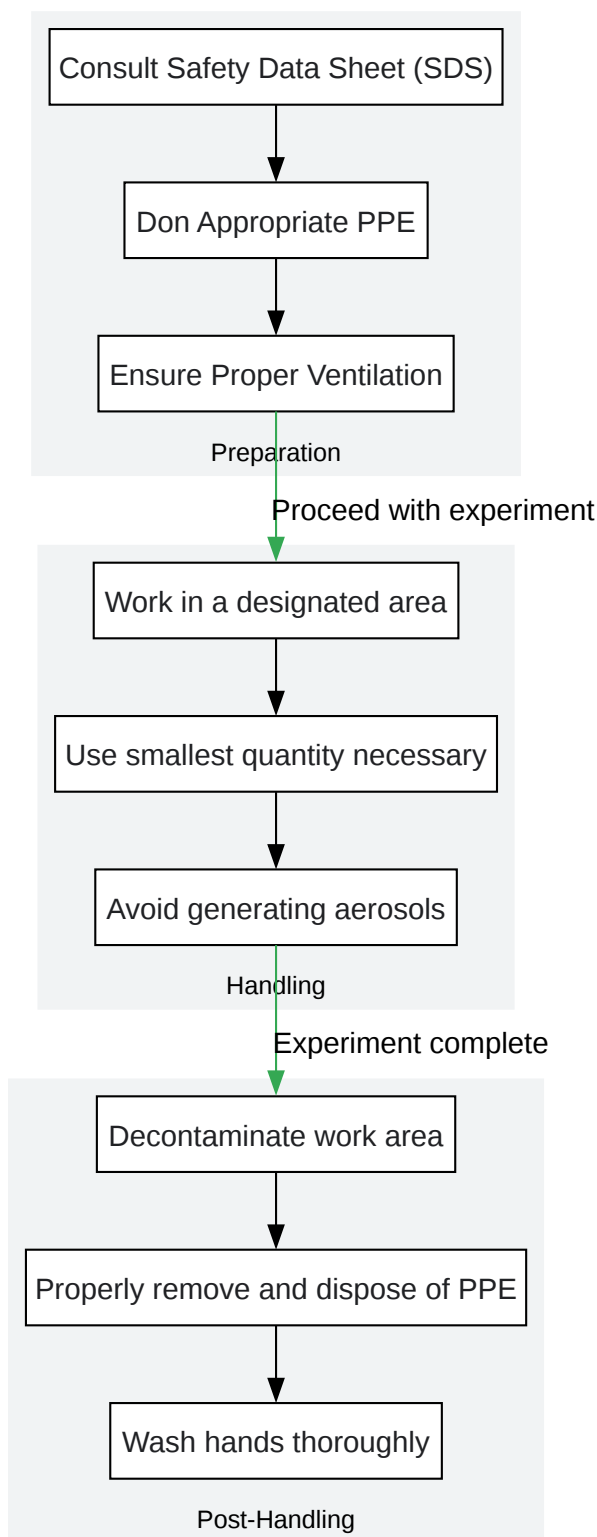 Consult Safety Data Sheet (SDS)
Don Appropriate PPE
Ensure Proper Ventilation
Preparation
Proceed with experiment
Work in a designated area
Use smallest quantity necessary
Avoid generating aerosols
Handling
Experiment complete
Decontaminate work area
Properly remove and dispose of PPE
Wash hands thoroughly
Post-Handling